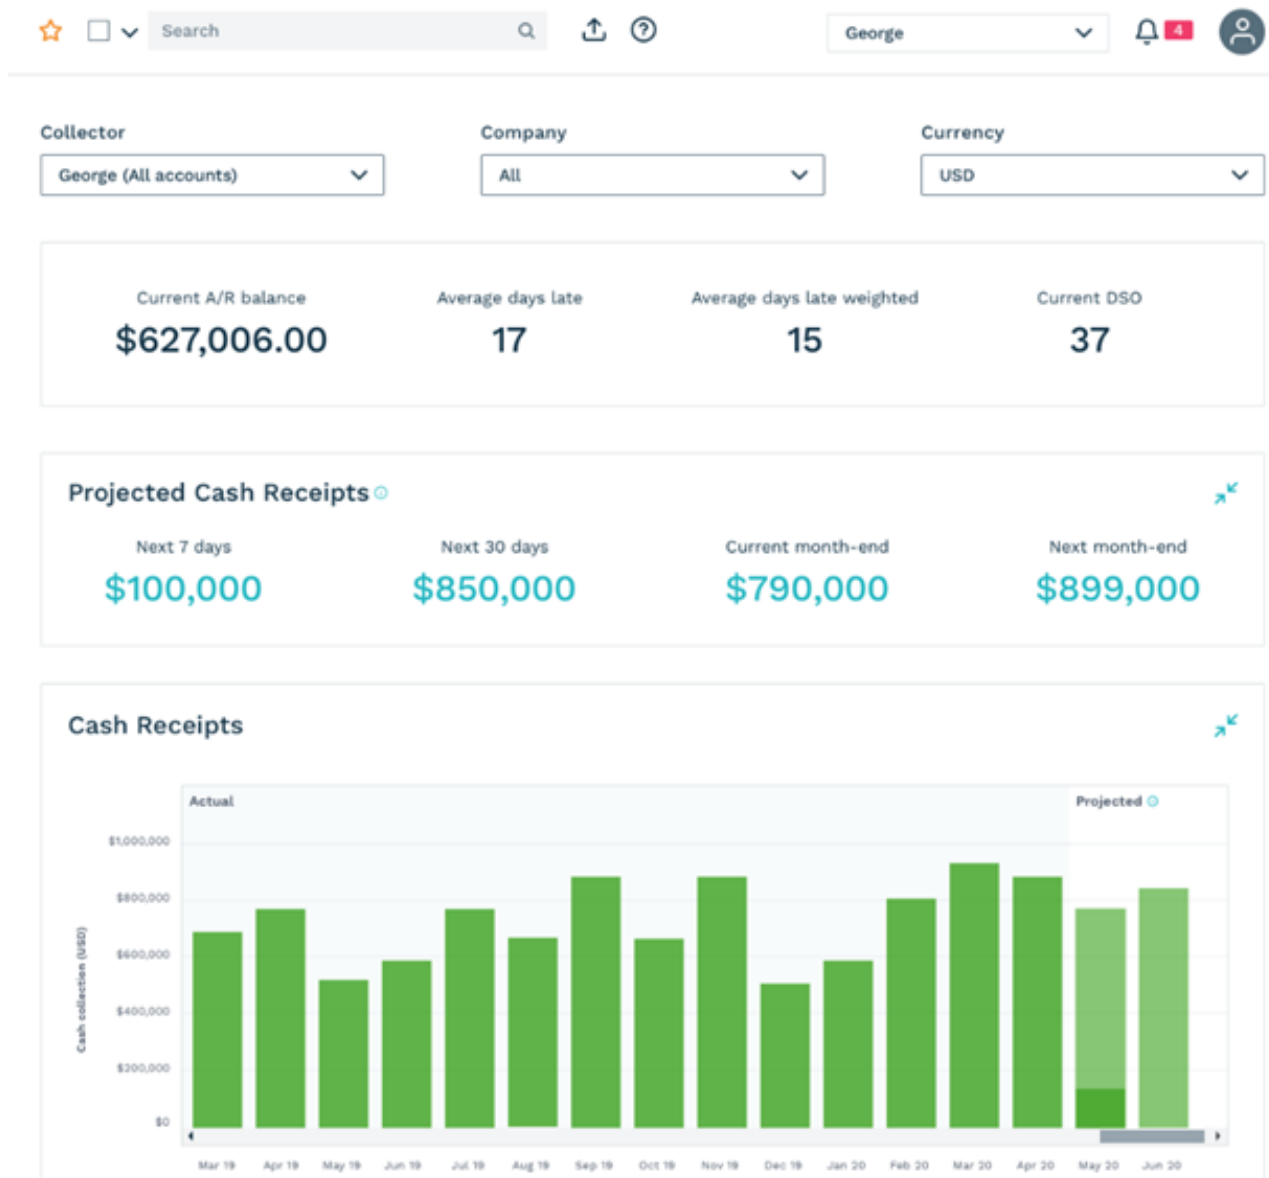 Search
George
4
Collector
Company
Currency
George (All accounts)
All
USD
Current A/R balance
Average days late
Average days late weighted
Current DSO
$627,006.00
17
15
37
Projected Cash Receipts
Next 7 days
Next 30 days
Current month-end
Next month-end
$100,000
$850,000
$790,000
$899,000
Cash Receipts
Actual
Projected
$1,000,000
$800,000
$600,000
$400,000
$200,000
$0
Cash collection (USD)
Mar 19 Apr 19 May 19 Jun 19 Jul 19 Aug 19 Sep 19 Oct 19 Nov 19 Dec 19 Jan 20 Feb 20 Mar 20 Apr 20 May 20 Jun 20